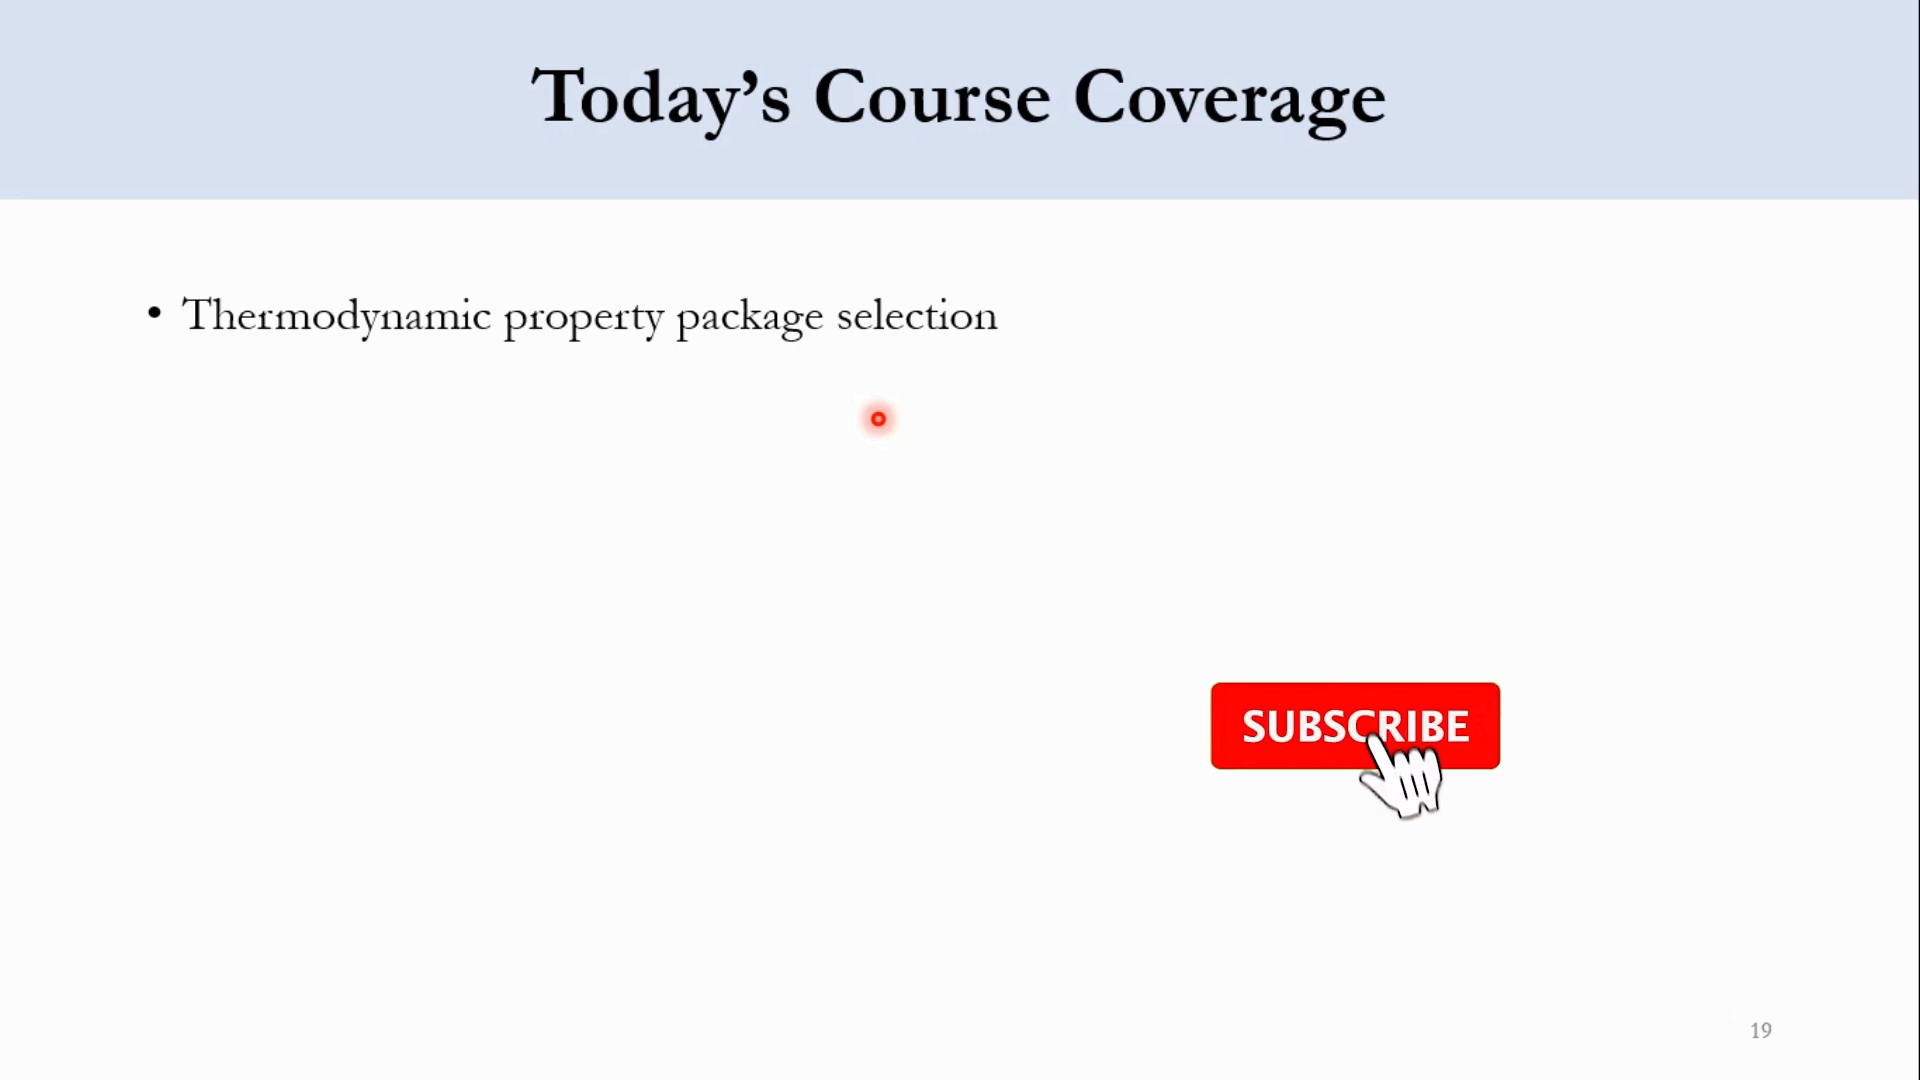 Today’s Course Coverage
• Thermodynamic property package selection
SUBSCRIBE
19